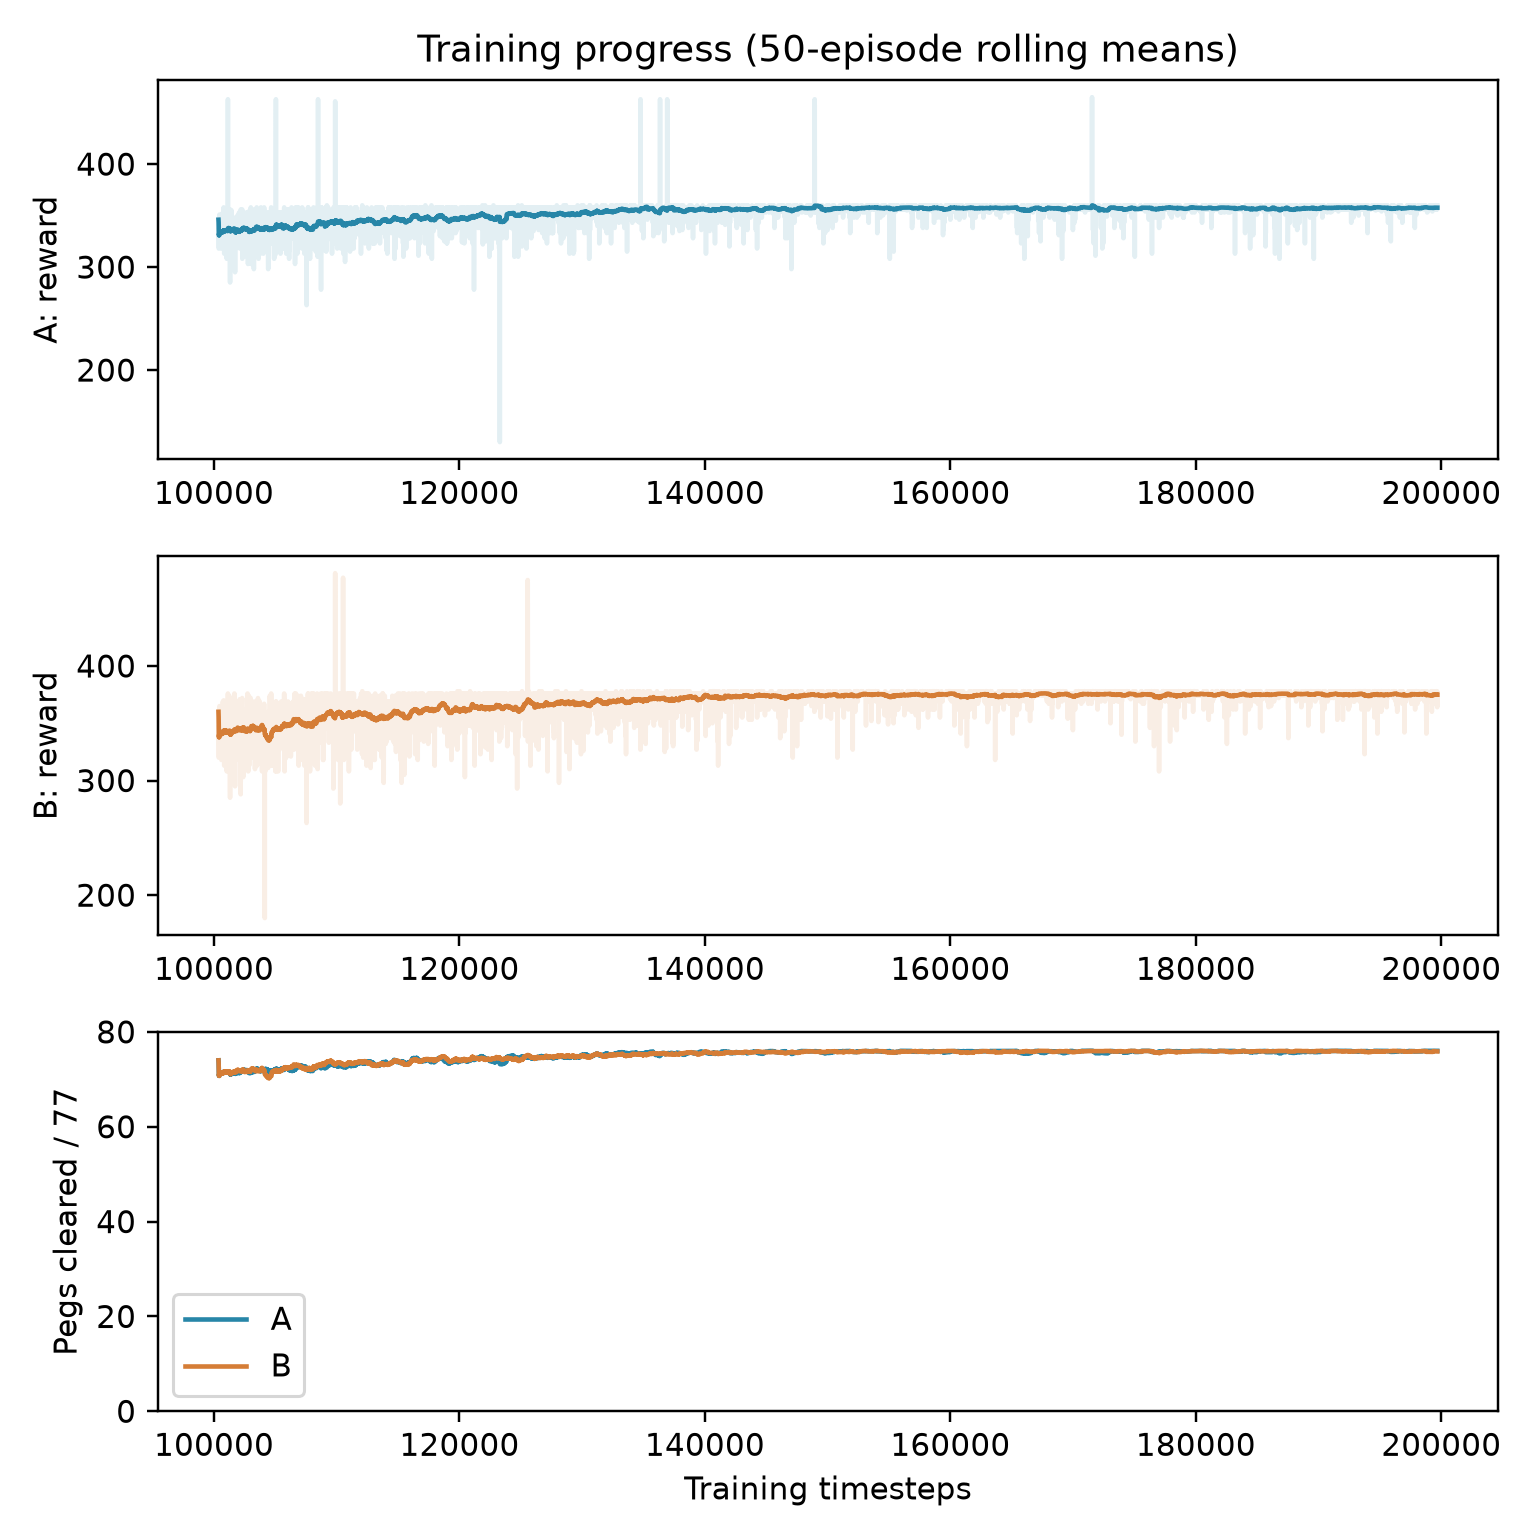 Training progress (50-episode rolling means)
A: reward
400
300
200
100000 120000 140000 160000 180000 200000
B: reward
400
300
200
100000 120000 140000 160000 180000 200000
Pegs cleared / 77
80
60
40
20
0
A
B
100000 120000 140000 160000 180000 200000
Training timesteps